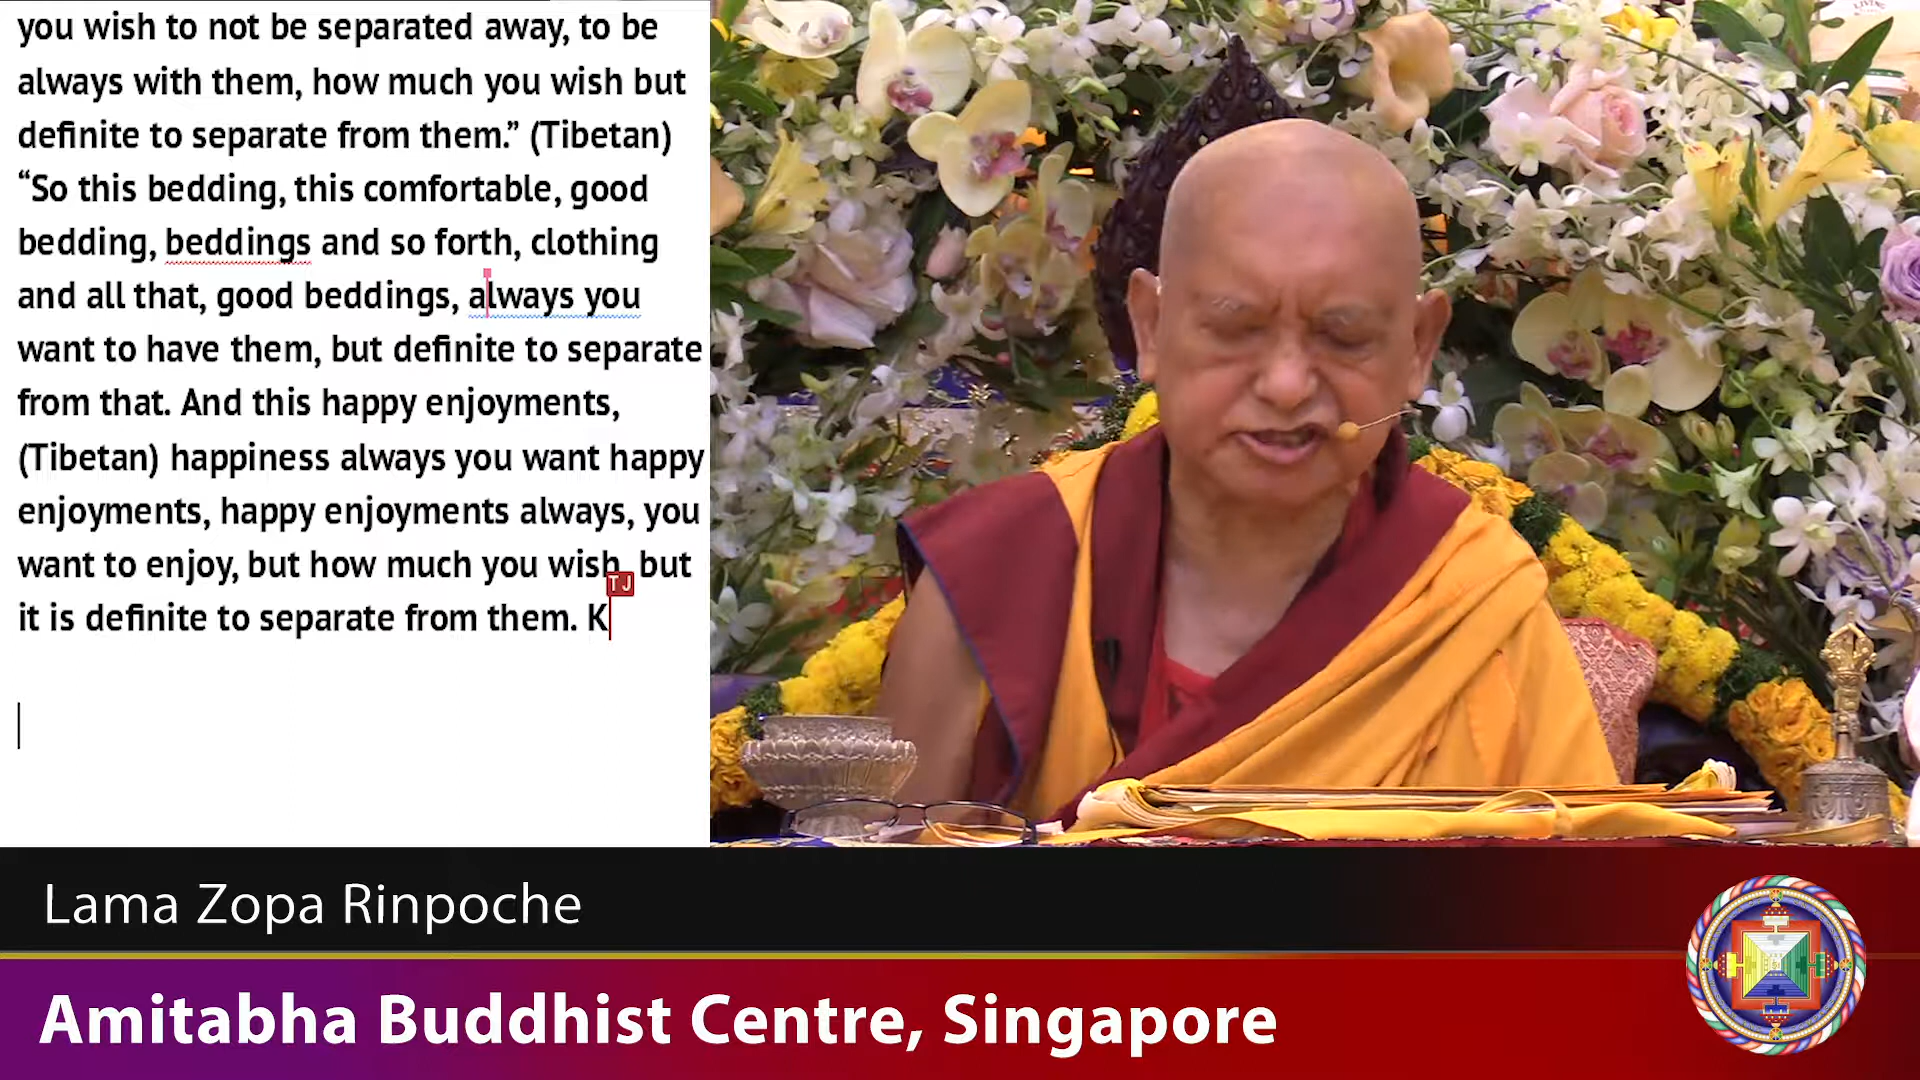 you wish to not be separated away, to be
always with them, how much you wish but
definite to separate from them.” (Tibetan)
“So this bedding, this comfortable, good
bedding, beddings and so forth, clothing
and all that, good beddings, always you
want to have them, but definite to separate
from that. And this happy enjoyments,
(Tibetan) happiness always you want happy
enjoyments, happy enjoyments always, you
want to enjoy, but how much you wish, but
it is definite to separate from them. K
TJ
LIVING
Lama Zopa Rinpoche
Amitabha Buddhist Centre, Singapore